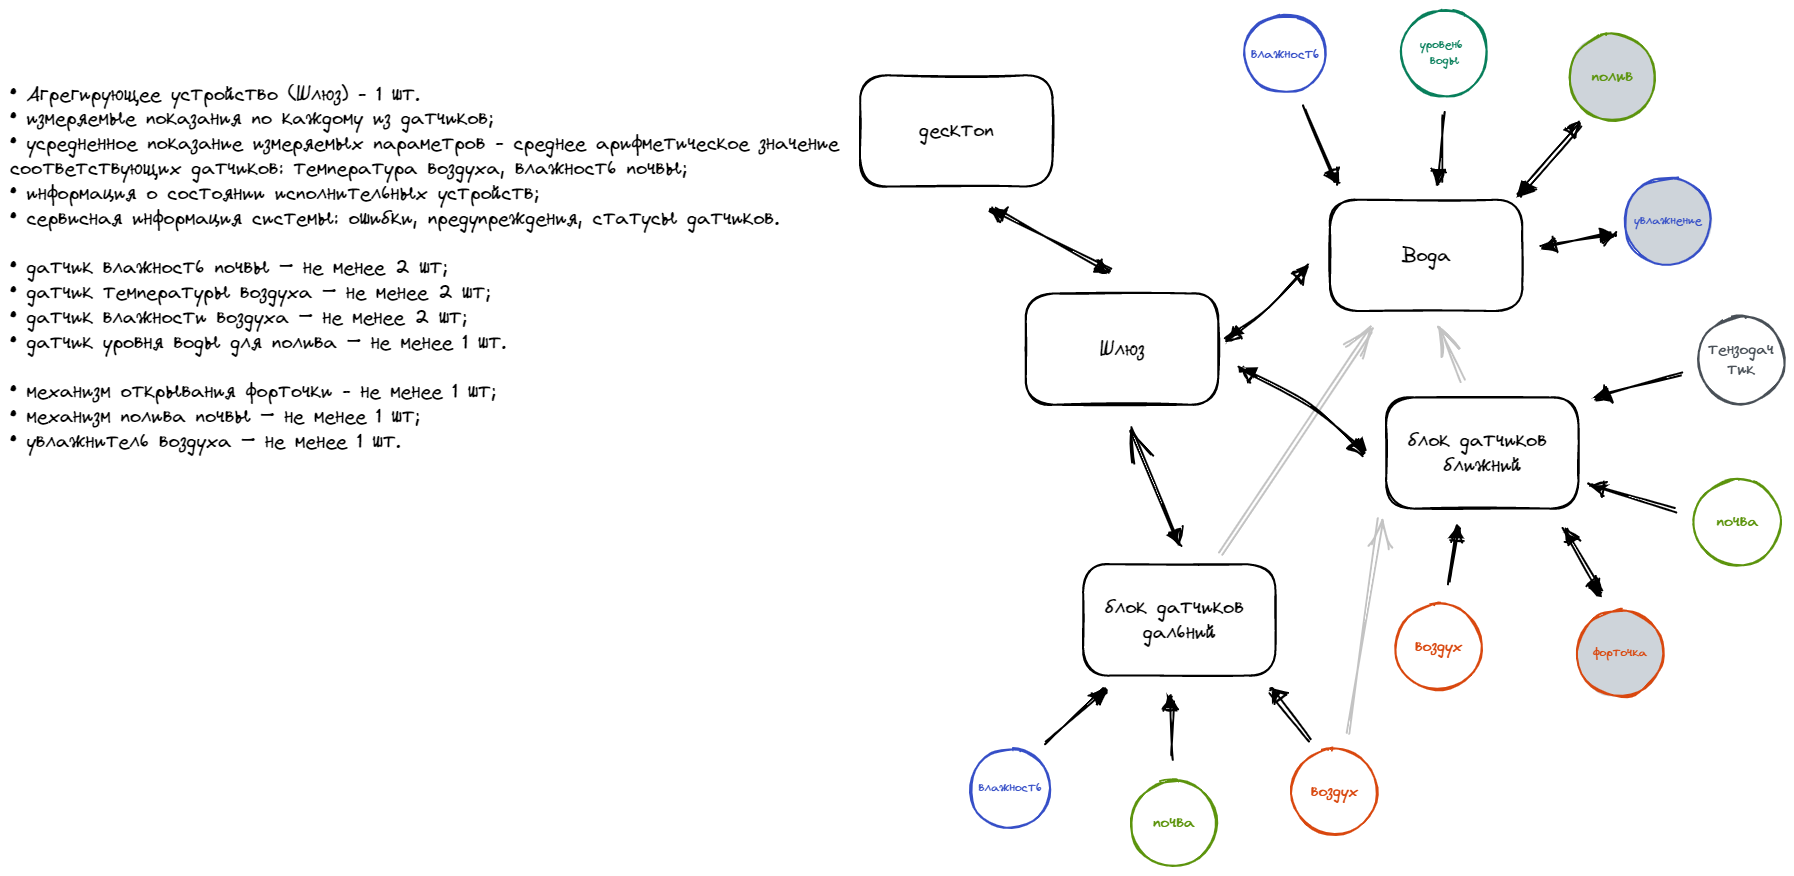 • Агрегирующее устройство (Шлюз) - 1 шт.
• измеряемые показания по каждому из датчиков;
• усредненное показание измеряемых параметров - среднее арифметическое значение
соответствующих датчиков: температура воздуха, влажность почвы;
• информация о состоянии исполнительных устройств;
• сервисная информация системы: ошибки, предупреждения, статусы датчиков.
• датчик влажность почвы — не менее 2 шт;
• датчик температуры воздуха — не менее 2 шт;
• датчик влажности воздуха — не менее 2 шт;
• датчик уровня воды для полива — не менее 1 шт.
• механизм открывания форточки - не менее 1 шт;
• механизм полива почвы — не менее 1 шт;
• увлажнитель воздуха — не менее 1 шт.
десктоп
влажность
уровень
воды
полив
увлажнение
Вода
Шлюз
Тензодач
тик
блок датчиков
ближний
почва
воздух
форточка
блок датчиков
дальний
влажность
почва
воздух